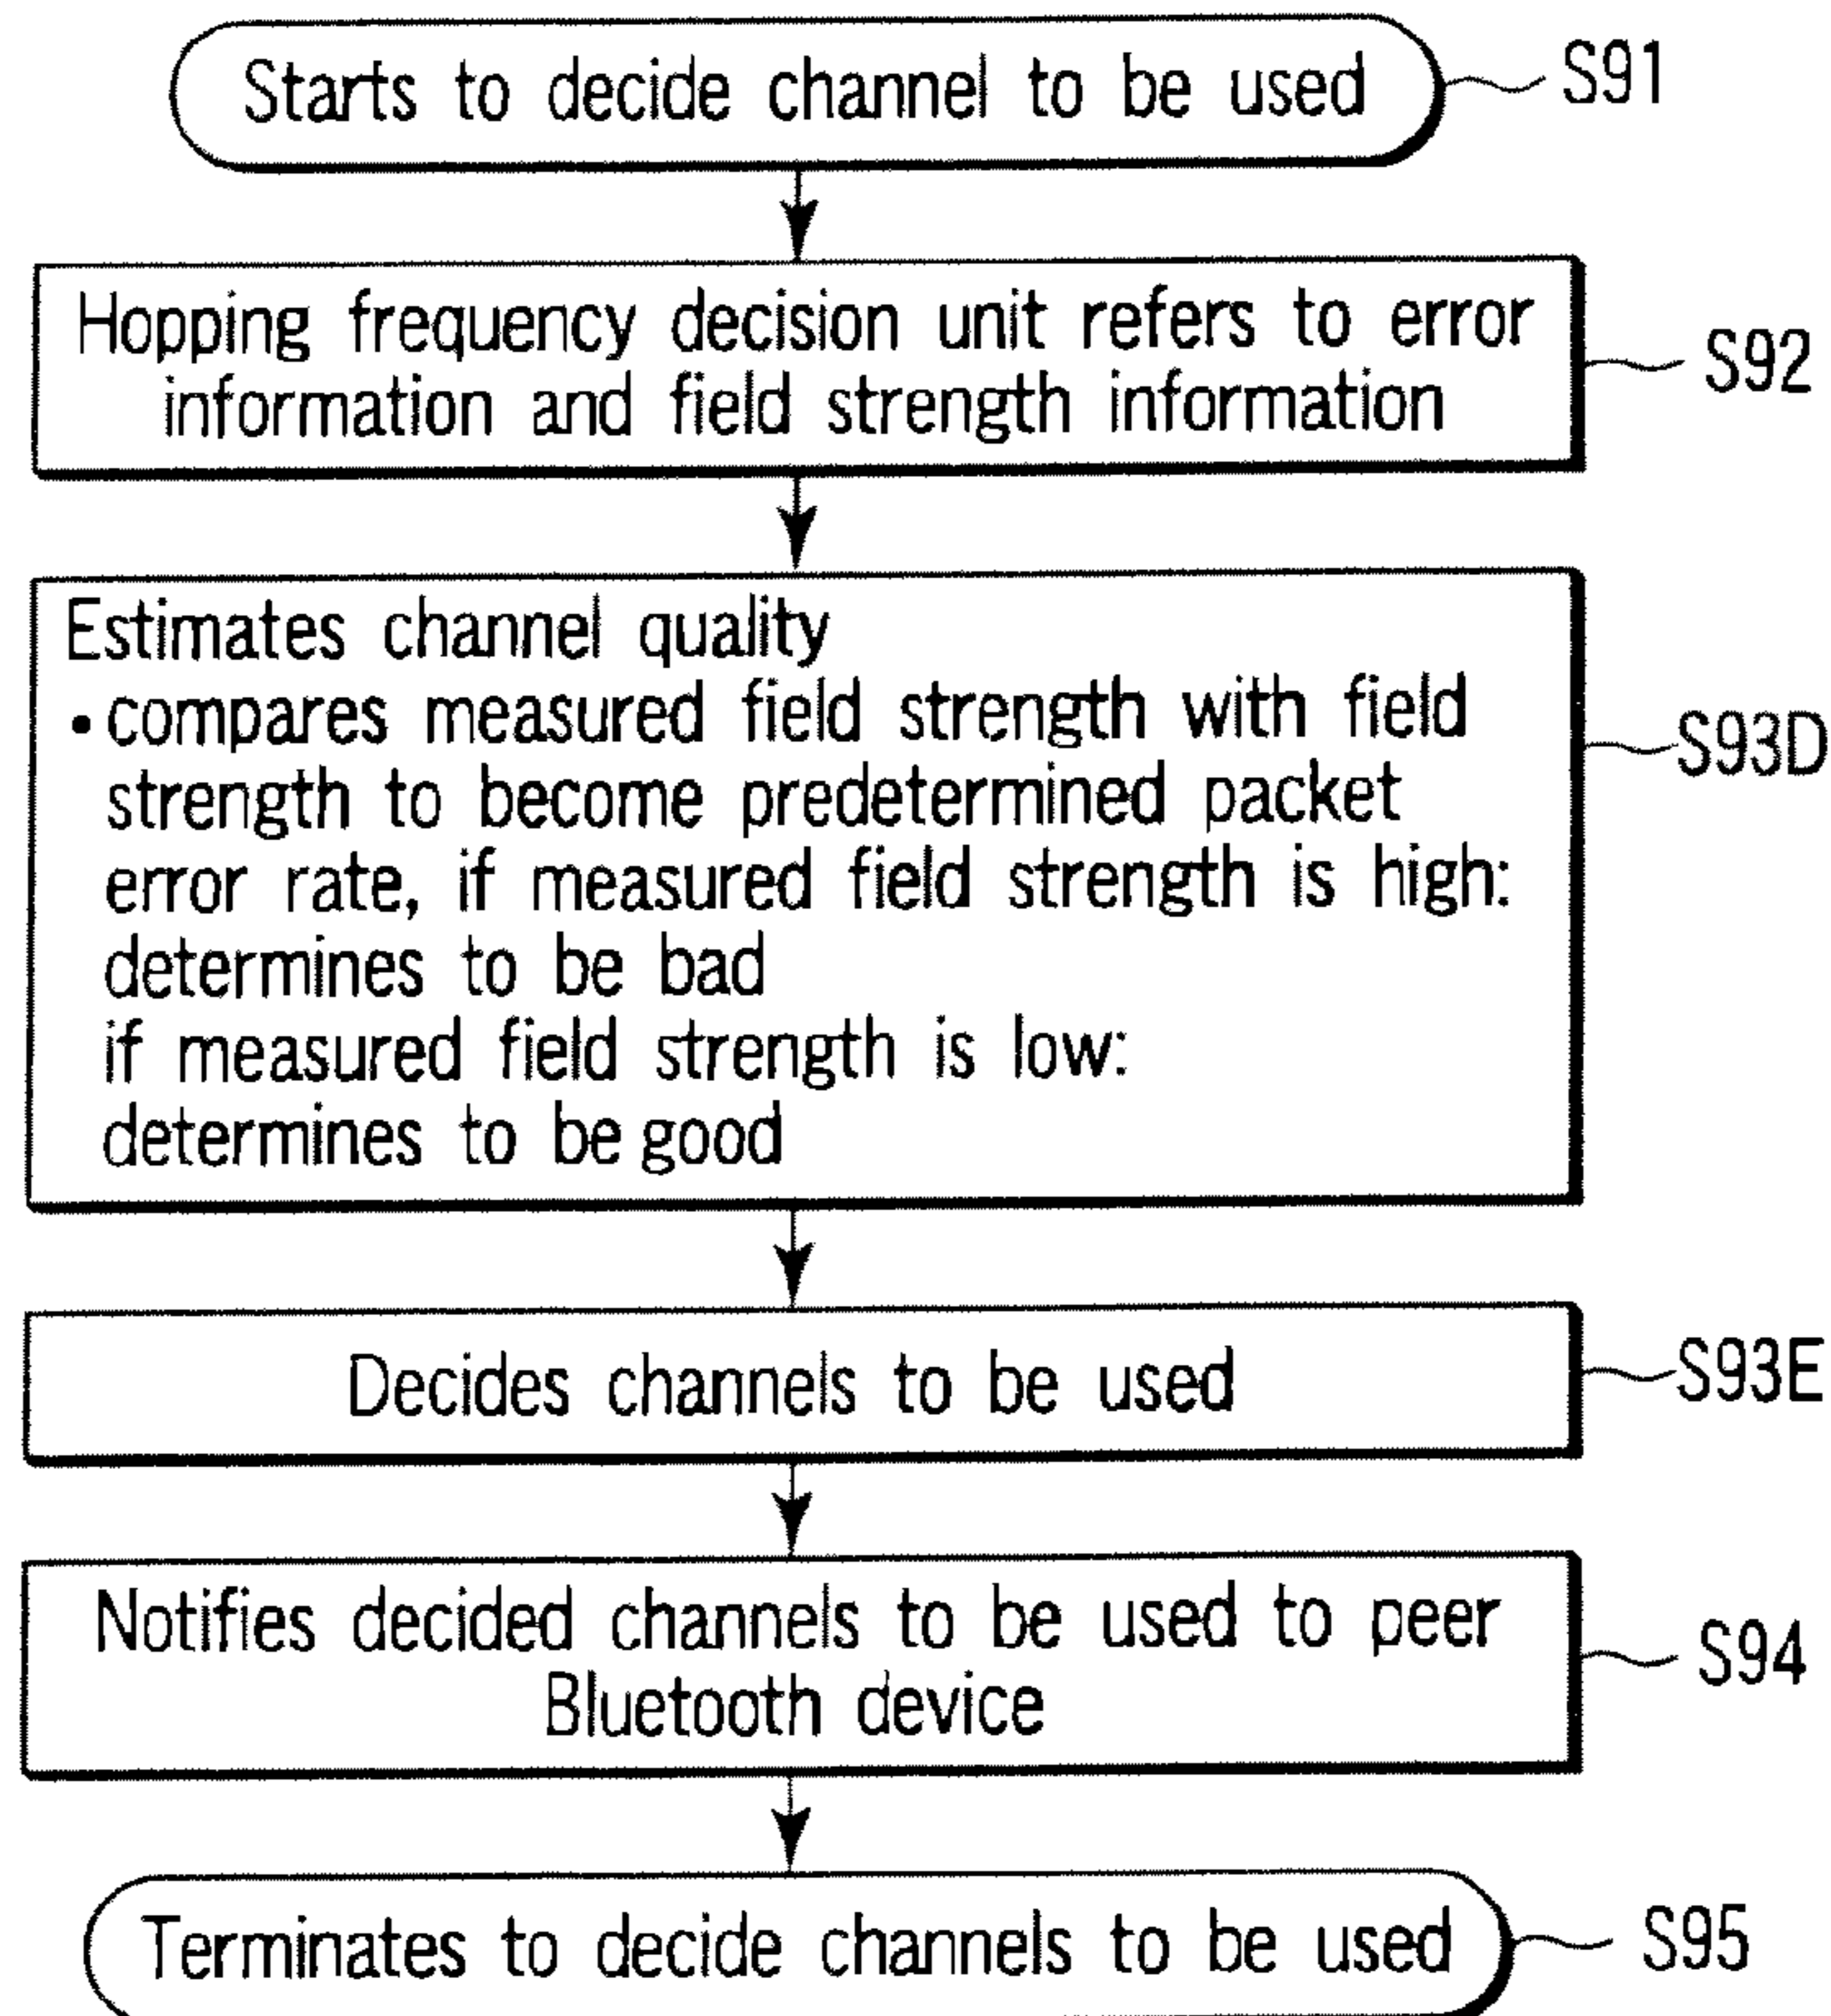 Starts to decide channel to be used
S91
Hopping frequency decision unit refers to error
information and field strength information
S92
Estimates channel quality
• compares measured field strength with field
strength to become predetermined packet
error rate, if measured field strength is high:
determines to be bad
if measured field strength is low:
determines to be good
S93D
Decides channels to be used
S93E
Notifies decided channels to be used to peer
Bluetooth device
S94
Terminates to decide channels to be used
S95